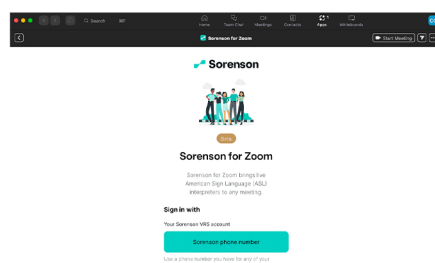 Search
Home
Team Chat
Meetings
Contacts
Apps
Whiteboards
Sorenson for Zoom
Start Meeting
Sorenson
Sorenson for Zoom
Sorenson for Zoom brings live
American Sign Language (ASL)
interpreters to any meeting.
Sign in with
Your Sorenson VRS account
Sorenson phone number
Use a phone number you have for any of your